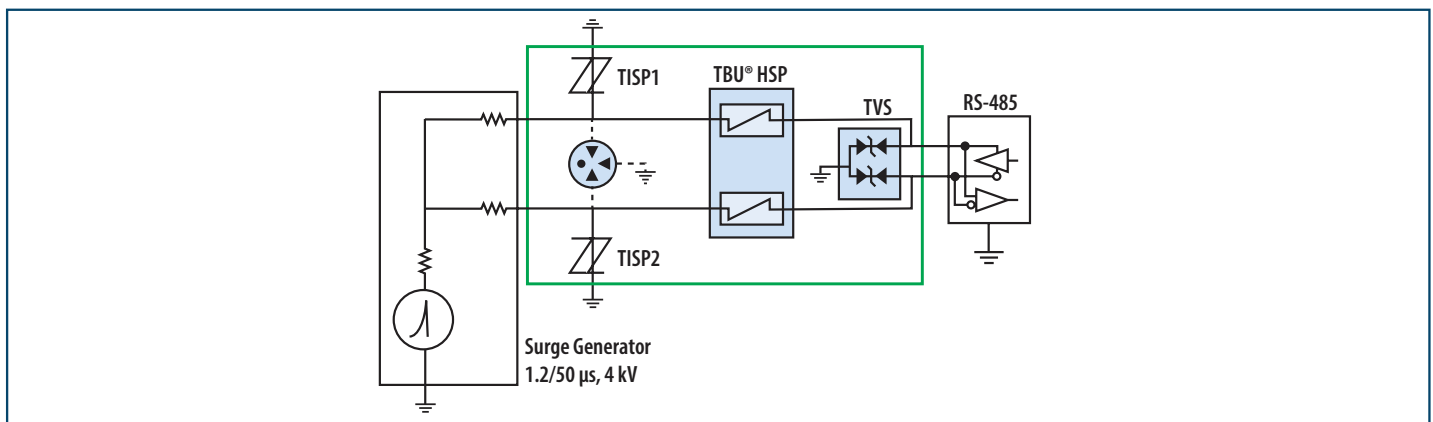 TISP1
TBU® HSP
TVS
RS-485
TISP2
Surge Generator
1.2/50 µs, 4 kV